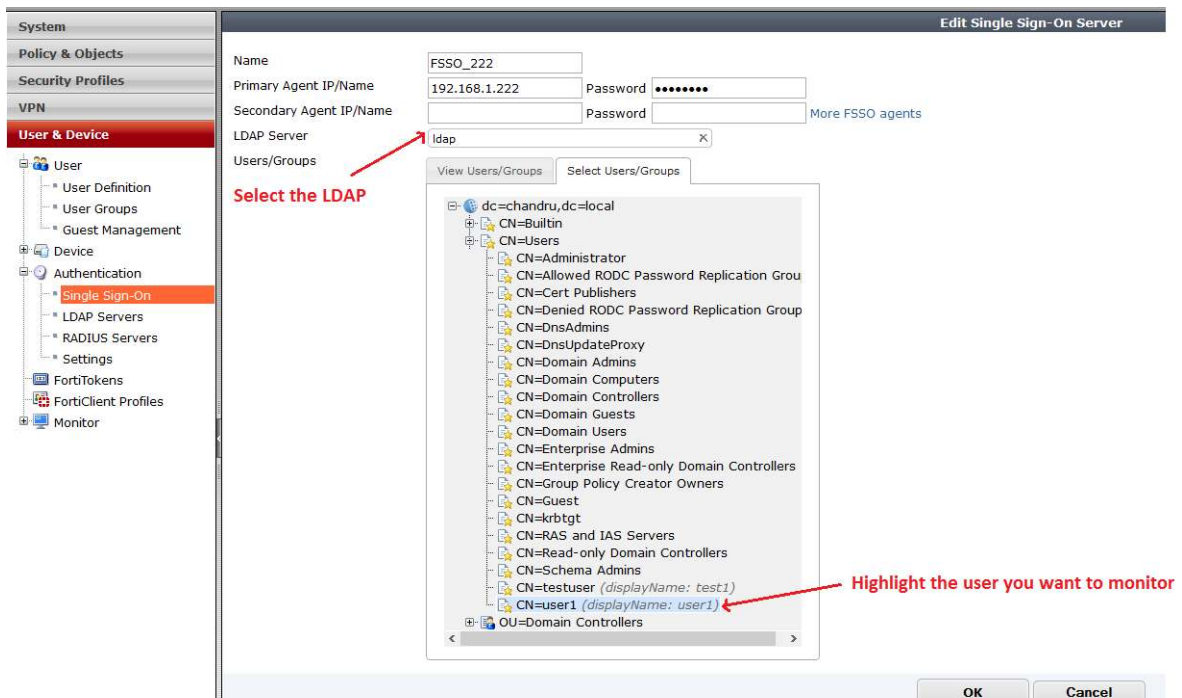 Edit Single Sign-On Server
System
Policy & Objects
Security Profiles
VPN
User & Device
User
User Definition
User Groups
Guest Management
Device
Authentication
Single Sign-On
LDAP Servers
RADIUS Servers
Settings
FortiTokens
FortiClient Profiles
Monitor
Name FSSO_222
Primary Agent IP/Name 192.168.1.222 Password ••••••••
Secondary Agent IP/Name Password More FSSO agents
LDAP Server ldap
Users/Groups View Users/Groups Select Users/Groups
Select the LDAP
dc=chandru,dc=local
CN=Builtin
CN=Users
CN=Administrator
CN=Allowed RODC Password Replication Grou
CN=Cert Publishers
CN=Denied RODC Password Replication Group
CN=DnsAdmins
CN=DnsUpdateProxy
CN=Domain Admins
CN=Domain Computers
CN=Domain Controllers
CN=Domain Guests
CN=Domain Users
CN=Enterprise Admins
CN=Enterprise Read-only Domain Controllers
CN=Group Policy Creator Owners
CN=Guest
CN=krbtgt
CN=RAS and IAS Servers
CN=Read-only Domain Controllers
CN=Schema Admins
CN=testuser (displayName: test1)
CN=user1 (displayName: user1)
Highlight the user you want to monitor
OU=Domain Controllers
OK Cancel